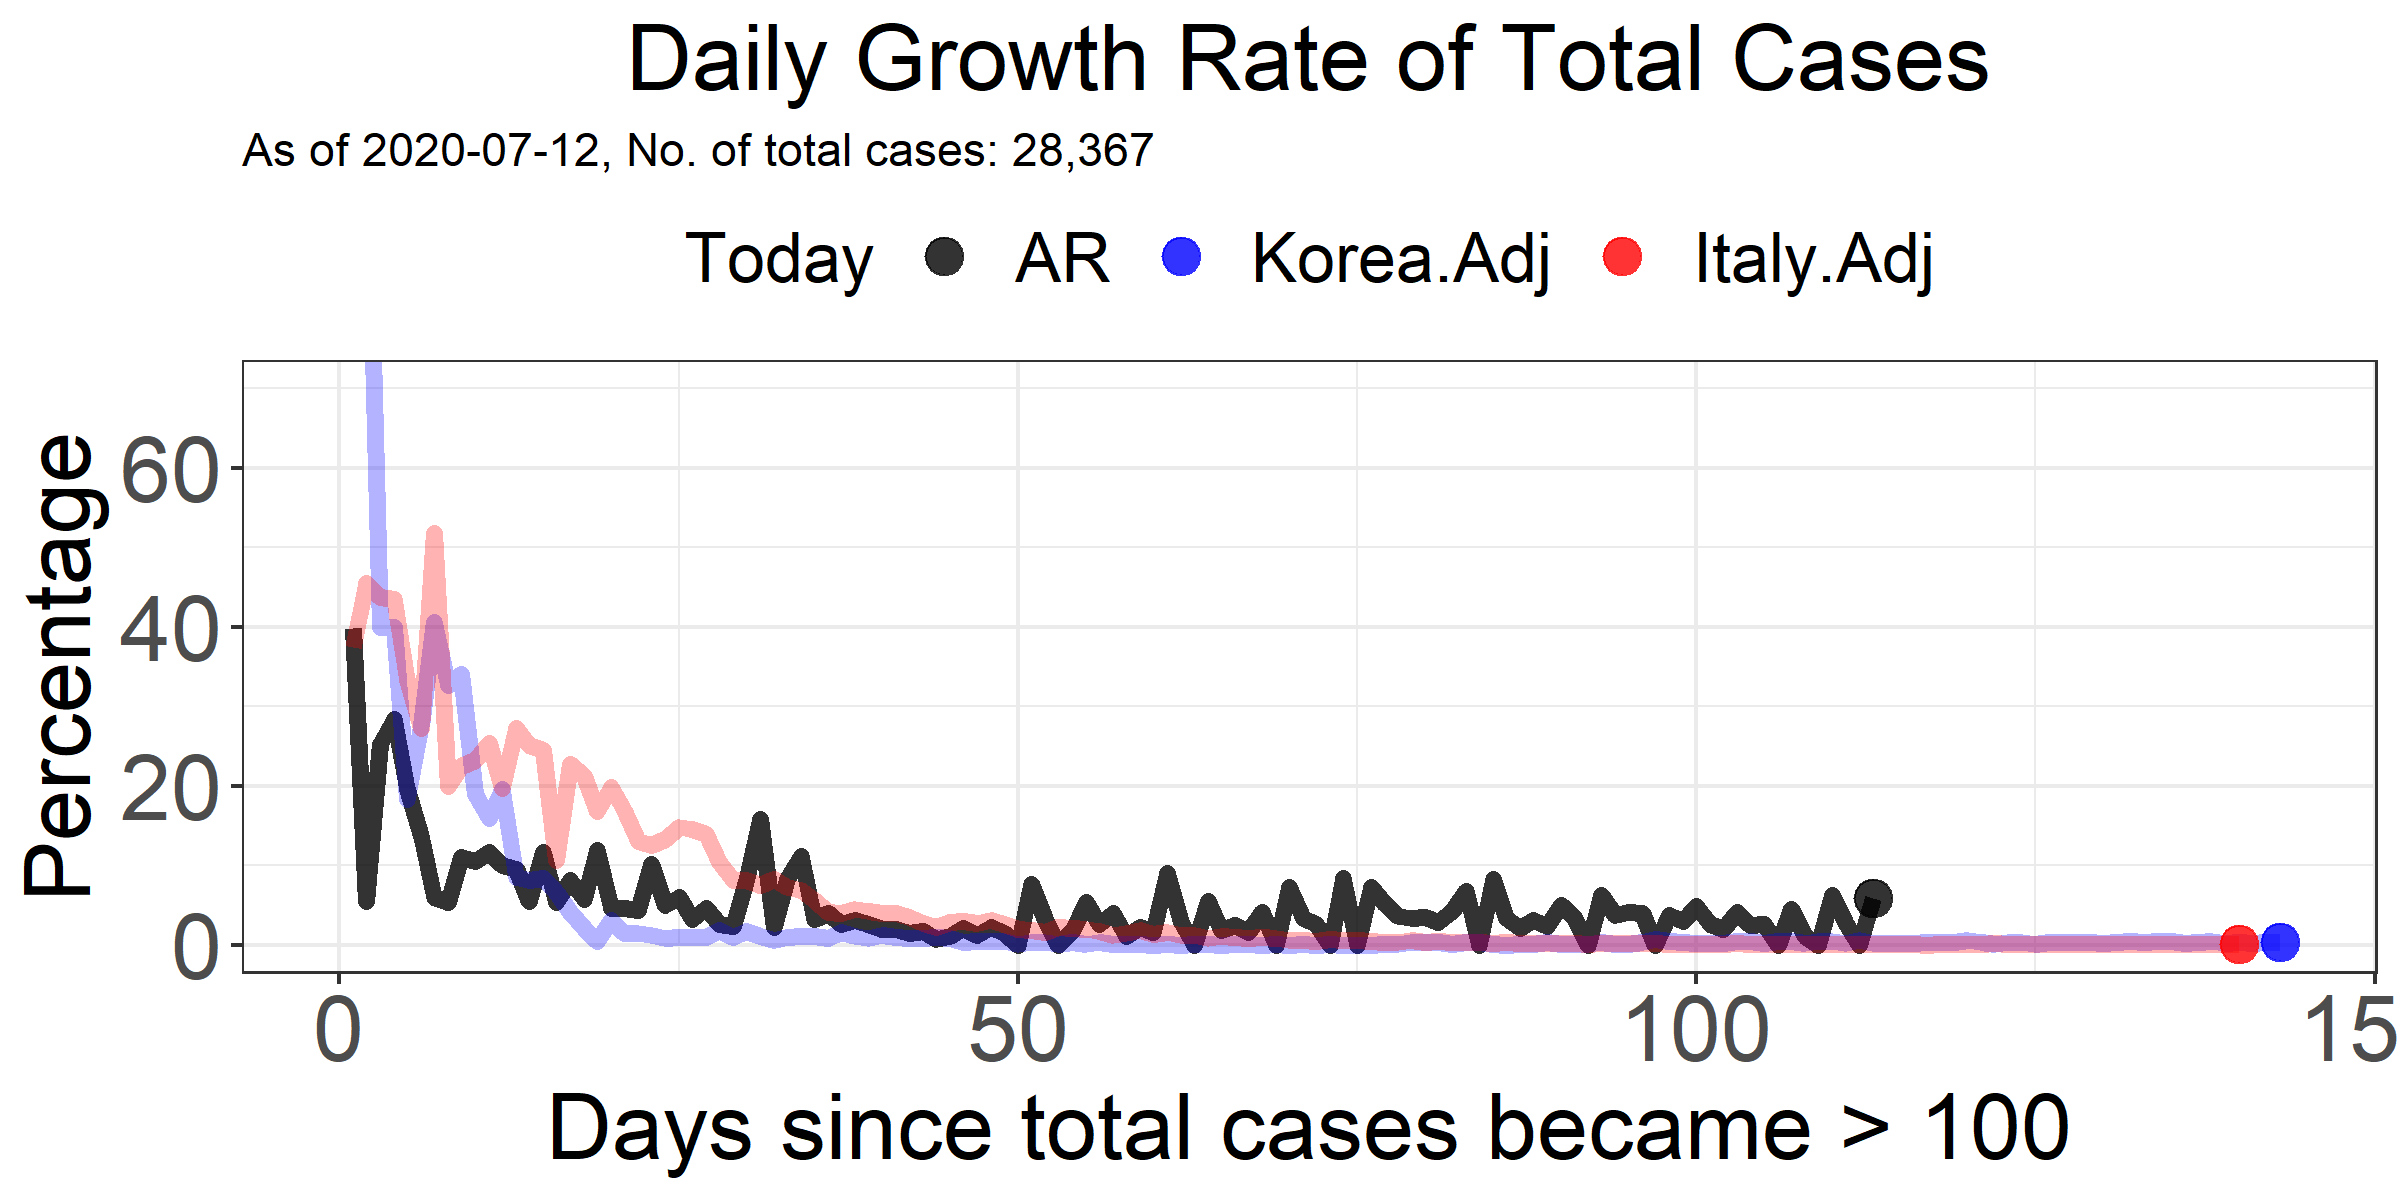 Daily Growth Rate of Total Cases
As of 2020-07-12, No. of total cases: 28,367
Today AR Korea.Adj Italy.Adj
Percentage
60
40
20
0
0 50 100 15
Days since total cases became > 100